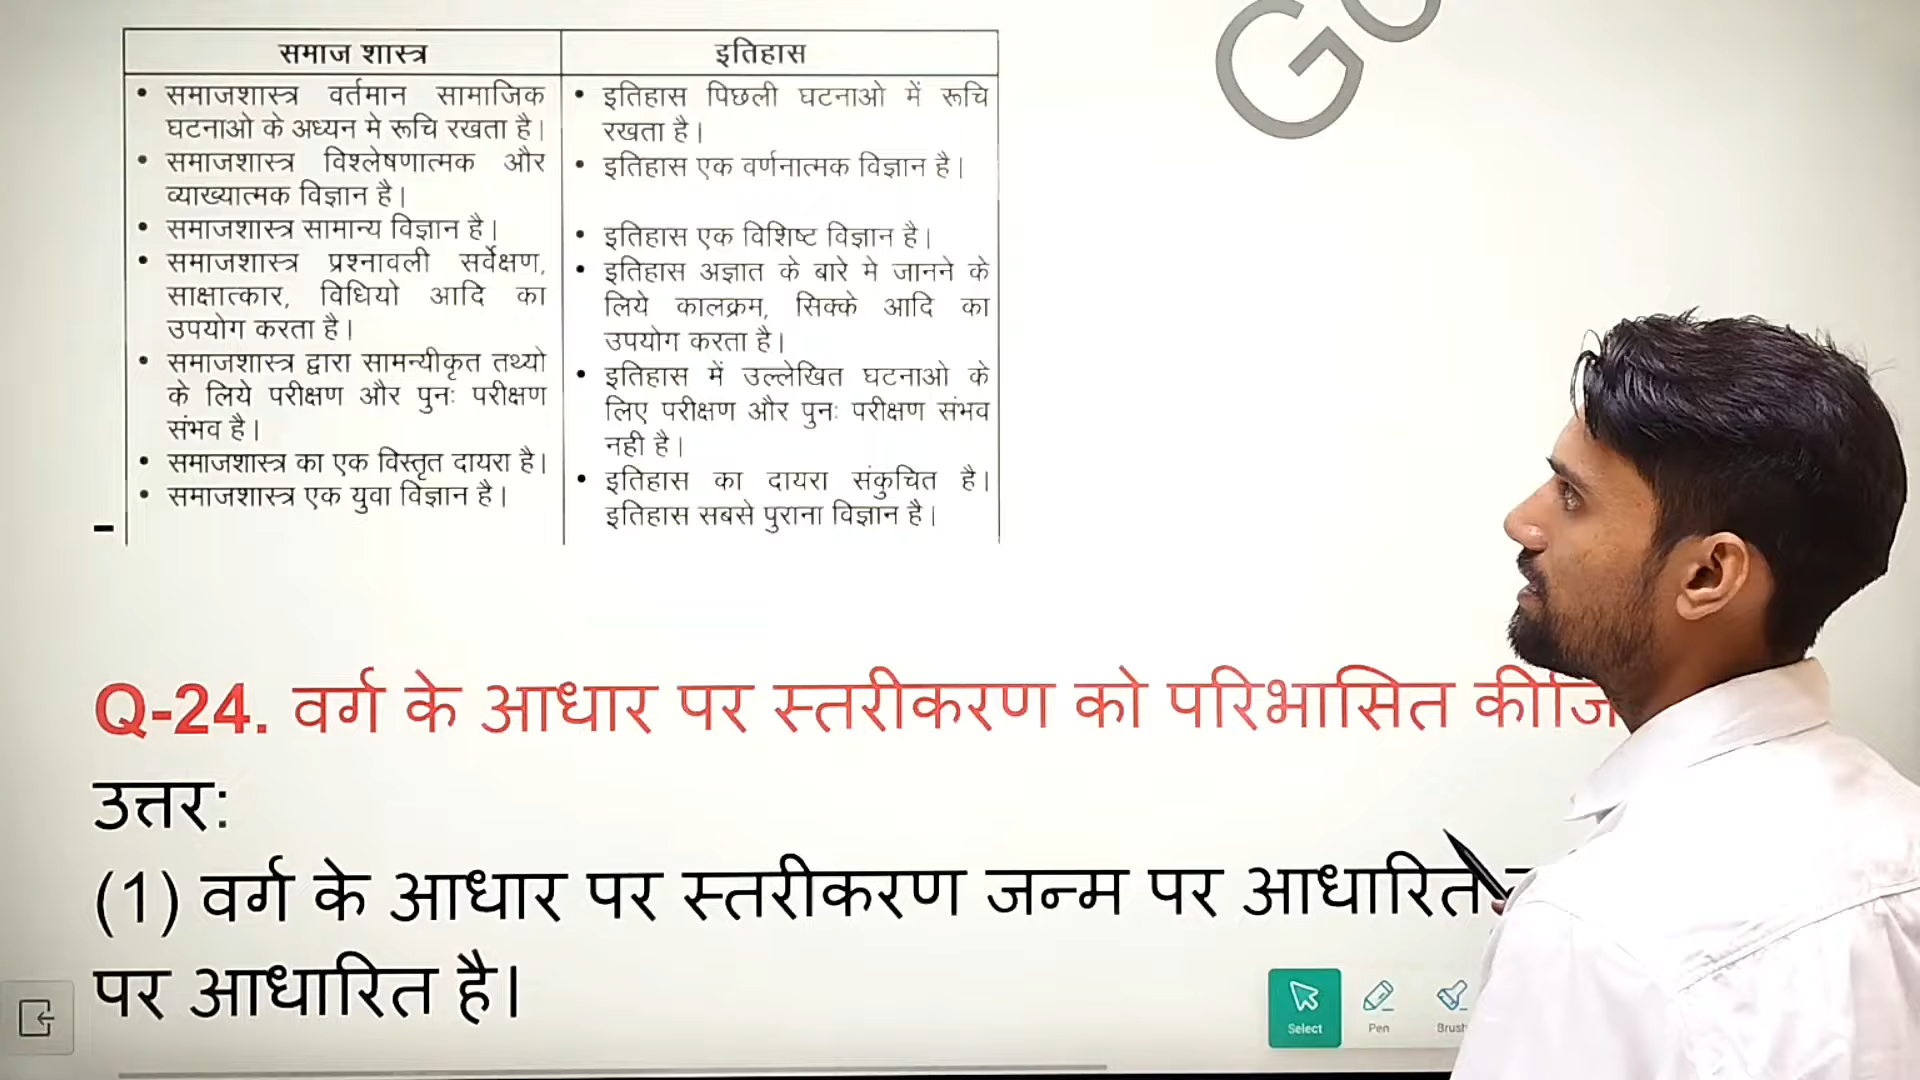 समाज शास्त्र
• समाजशास्त्र वर्तमान सामाजिक
घटनाओ के अध्यन मे रूचि रखता है।
• समाजशास्त्र विश्लेषणात्मक और
व्याख्यात्मक विज्ञान है।
• समाजशास्त्र सामान्य विज्ञान है।
• समाजशास्त्र प्रश्नावली सर्वेक्षण,
साक्षात्कार, विधियो आदि का
उपयोग करता है।
• समाजशास्त्र द्वारा सामन्यीकृत तथ्यो
के लिये परीक्षण और पुनः परीक्षण
संभव है।
• समाजशास्त्र का एक विस्तृत दायरा है।
• समाजशास्त्र एक युवा विज्ञान है।
इतिहास
• इतिहास पिछली घटनाओ में रूचि
रखता है।
• इतिहास एक वर्णनात्मक विज्ञान है।
• इतिहास एक विशिष्ट विज्ञान है।
• इतिहास अज्ञात के बारे मे जानने के
लिये कालक्रम, सिक्के आदि का
उपयोग करता है।
• इतिहास में उल्लेखित घटनाओ के
लिए परीक्षण और पुनः परीक्षण संभव
नही है।
• इतिहास का दायरा संकुचित है।
इतिहास सबसे पुराना विज्ञान है।
Q-24. वर्ग के आधार पर स्तरीकरण को परिभासित
उत्तर:
(1) वर्ग के आधार पर स्तरीकरण जन्म पर आधारित
पर आधारित है।
Select
Pen
Brush